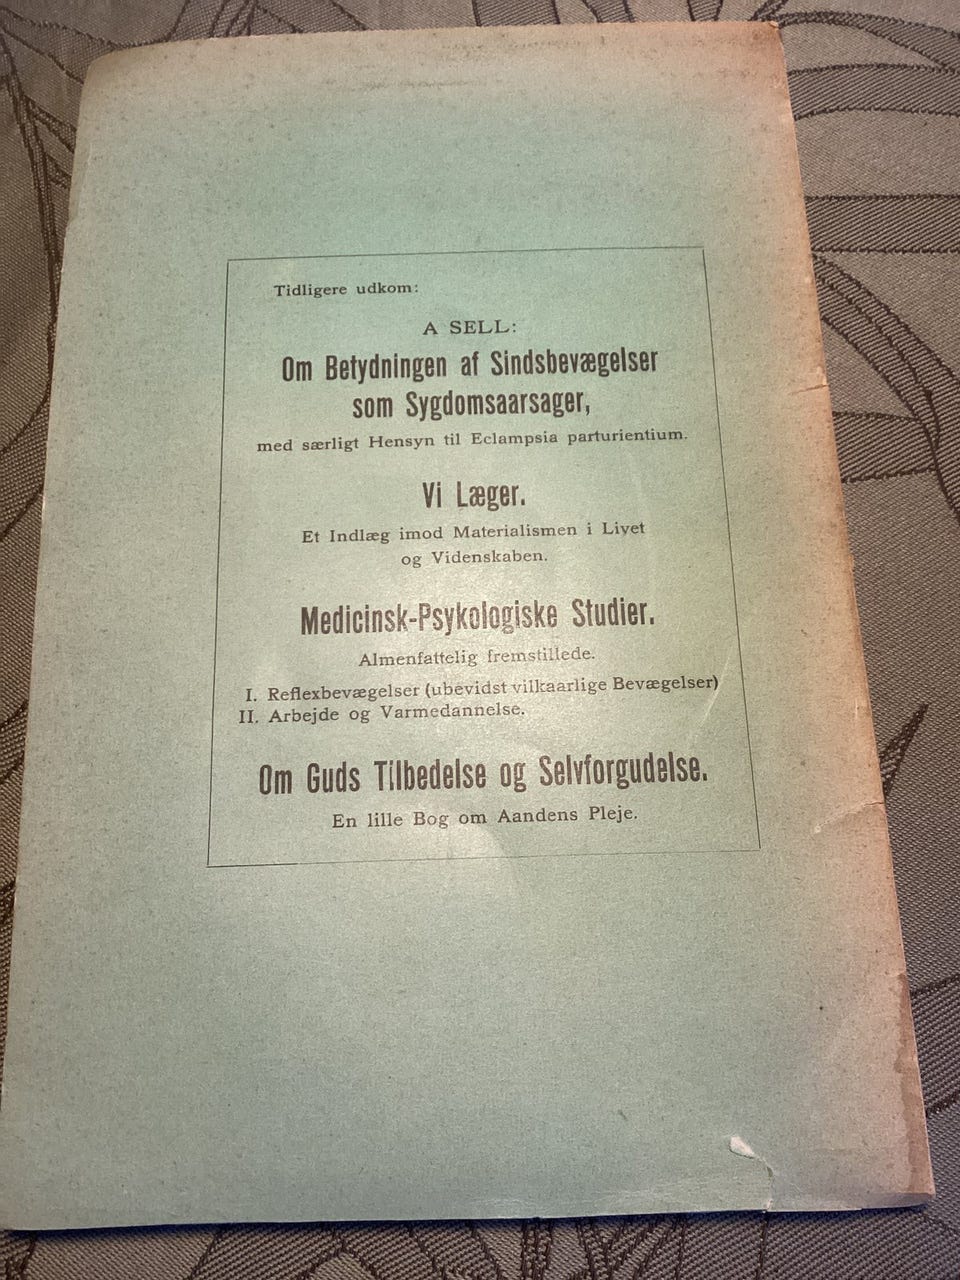 Tidligere udkom:
A SELL:
Om Betydningen af Sindsbevægelser
som Sygdomsaarsager,
med særligt Hensyn til Eclampsia parturientium.
Vi Læger.
Et Indlæg imod Materialismen i Livet
og Videnskaben.
Medicinsk-Psykologiske Studier.
Almenfattelig fremstillede.
I. Reflexbevægelser (ubevidst vilkaarlige Bevægelser)
II. Arbejde og Varmedannelse.
Om Guds Tilbedelse og Selvforgudelse.
En lille Bog om Aandens Pleje.